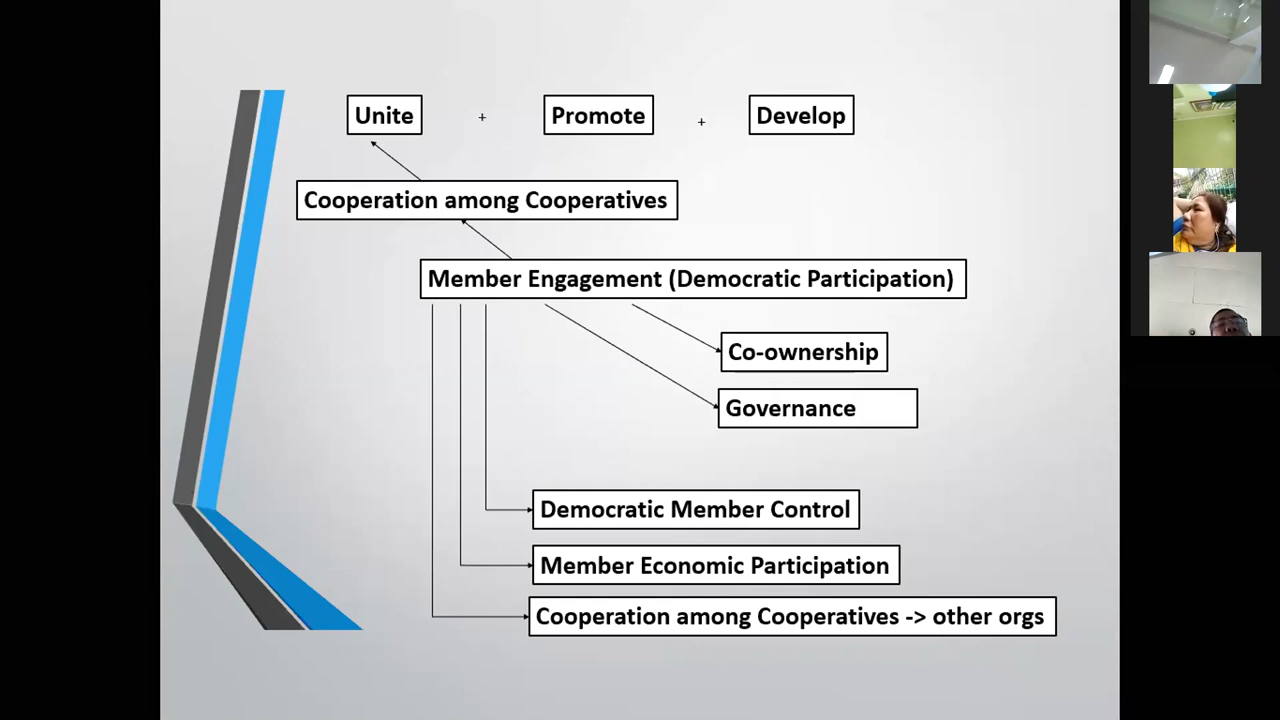 Unite + Promote + Develop
Cooperation among Cooperatives
Member Engagement (Democratic Participation)
Co-ownership
Governance
Democratic Member Control
Member Economic Participation
Cooperation among Cooperatives -> other orgs